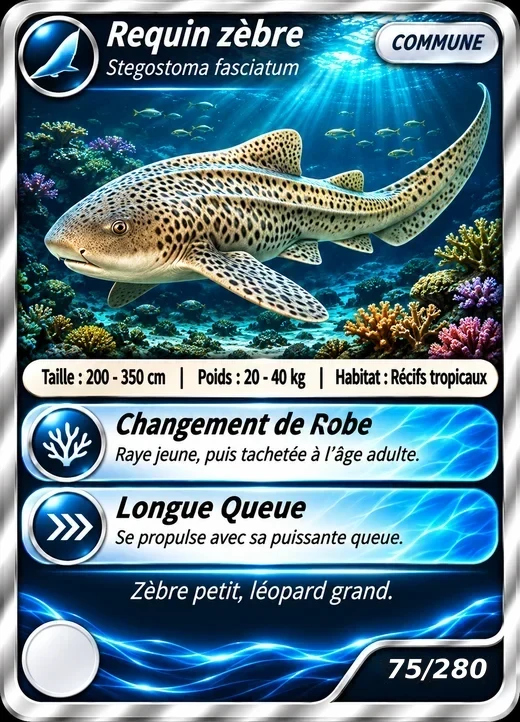 Requin zèbre
COMMUNE
Stegostoma fasciatum
Taille : 200 - 350 cm | Poids : 20 - 40 kg | Habitat : Récifs tropicaux
Changement de Robe
Raye jeune, puis tachetée à l'âge adulte.
Longue Queue
Se propulse avec sa puissante queue.
Zèbre petit, léopard grand.
75/280